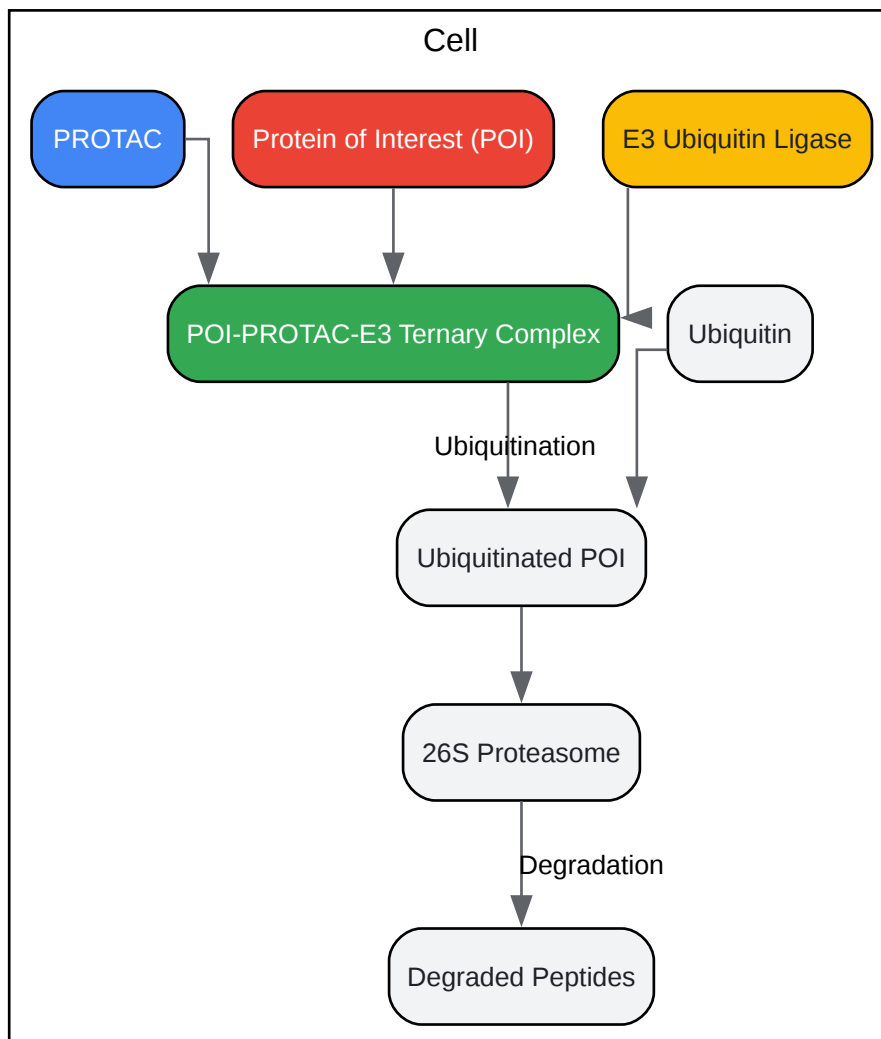 Cell
PROTAC
Protein of Interest (POI)
E3 Ubiquitin Ligase
POI-PROTAC-E3 Ternary Complex
Ubiquitin
Ubiquitination
Ubiquitinated POI
26S Proteasome
Degradation
Degraded Peptides